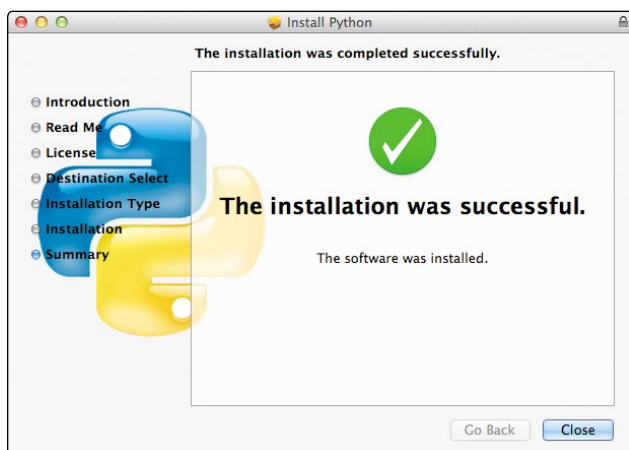 Install Python
The installation was completed successfully.
Introduction
Read Me
License
Destination Select
Installation Type
Installation
Summary
The installation was successful.
The software was installed.
Go Back
Close